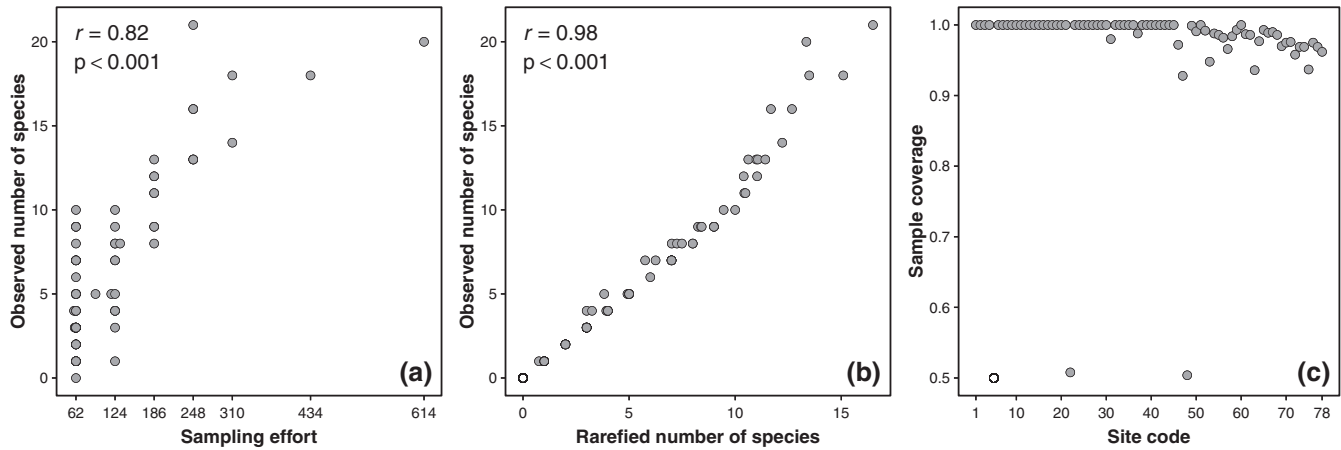 r = 0.82
p < 0.001
20
15
10
5
0
Observed number of species
(a)
62 124 186 248 310 434 614
Sampling effort
r = 0.98
p < 0.001
20
15
10
5
0
Observed number of species
(b)
0 5 10 15
Rarefied number of species
1.0
0.9
0.8
0.7
0.6
0.5
Sample coverage
(c)
1 10 20 30 40 50 60 70 78
Site code